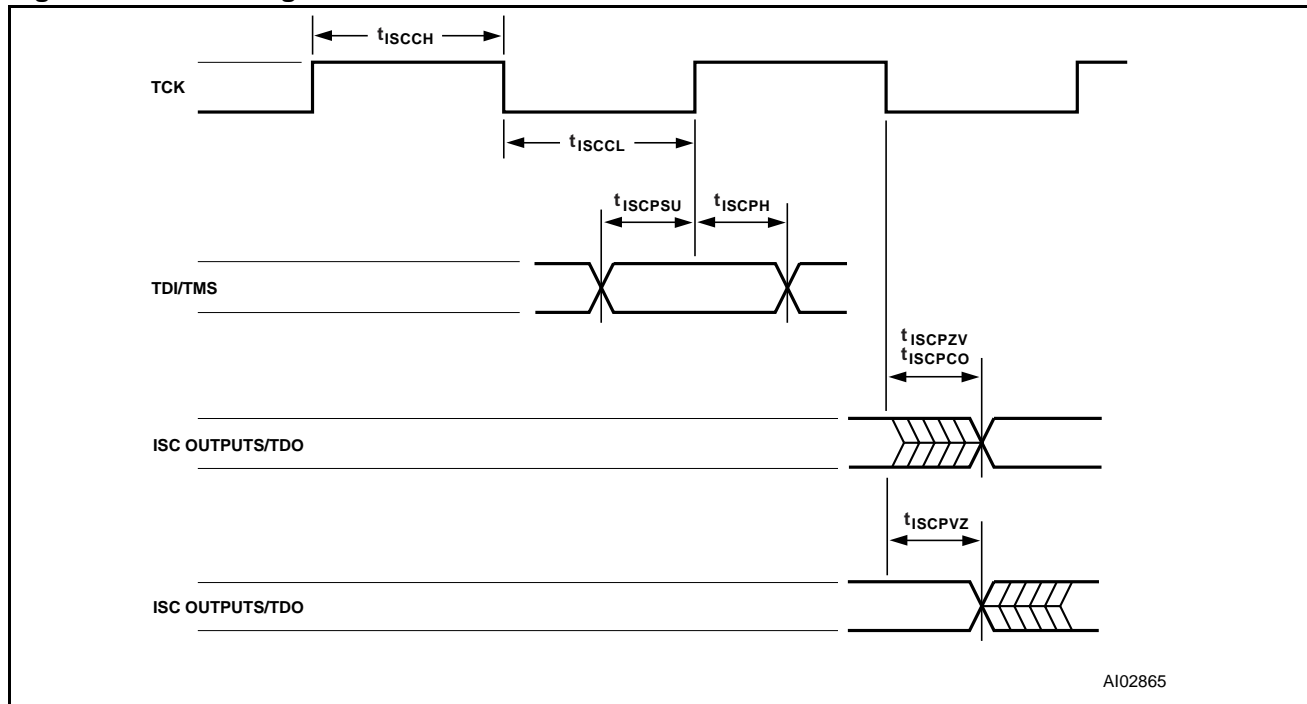 tISCCH
TCK
tISCCL
tISCPSU
tISCPH
TDI/TMS
tISCPZV
tISCPCO
ISC OUTPUTS/TDO
tISCPVZ
ISC OUTPUTS/TDO
AI02865